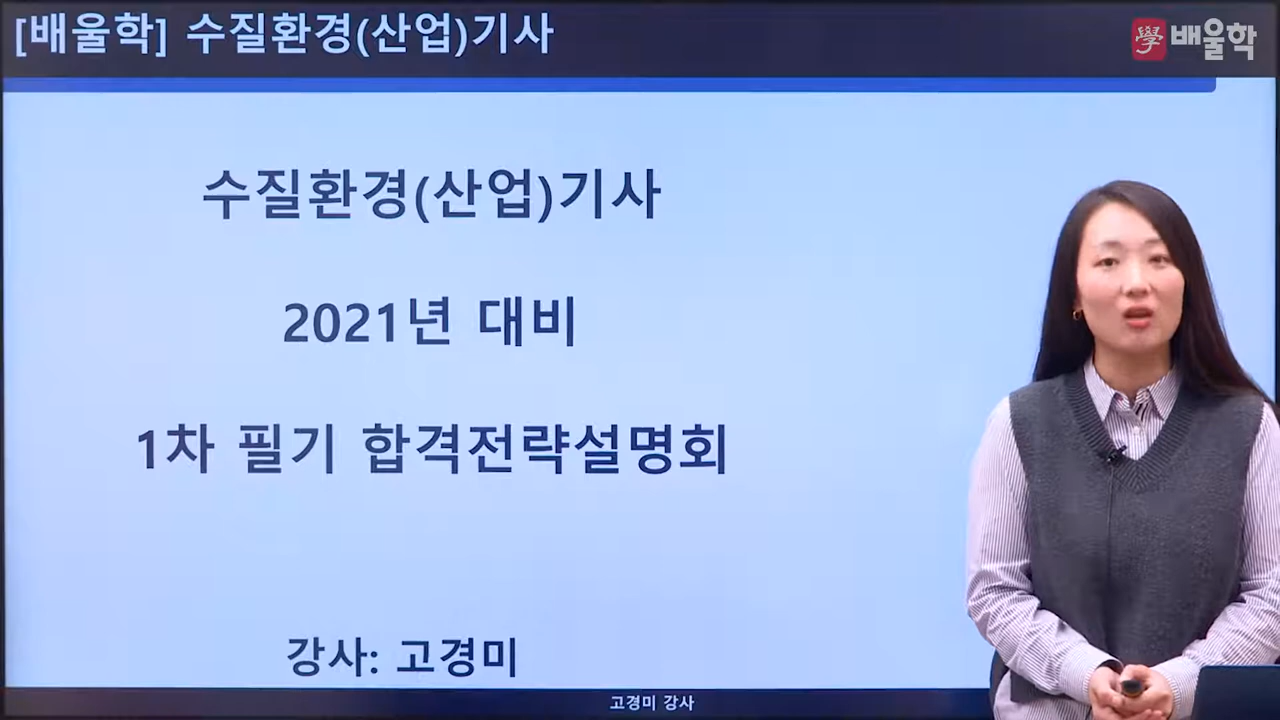 [배울학] 수질환경(산업)기사
學 배울학
수질환경(산업)기사
2021년 대비
1차 필기 합격전략설명회
강사: 고경미
고경미 강사